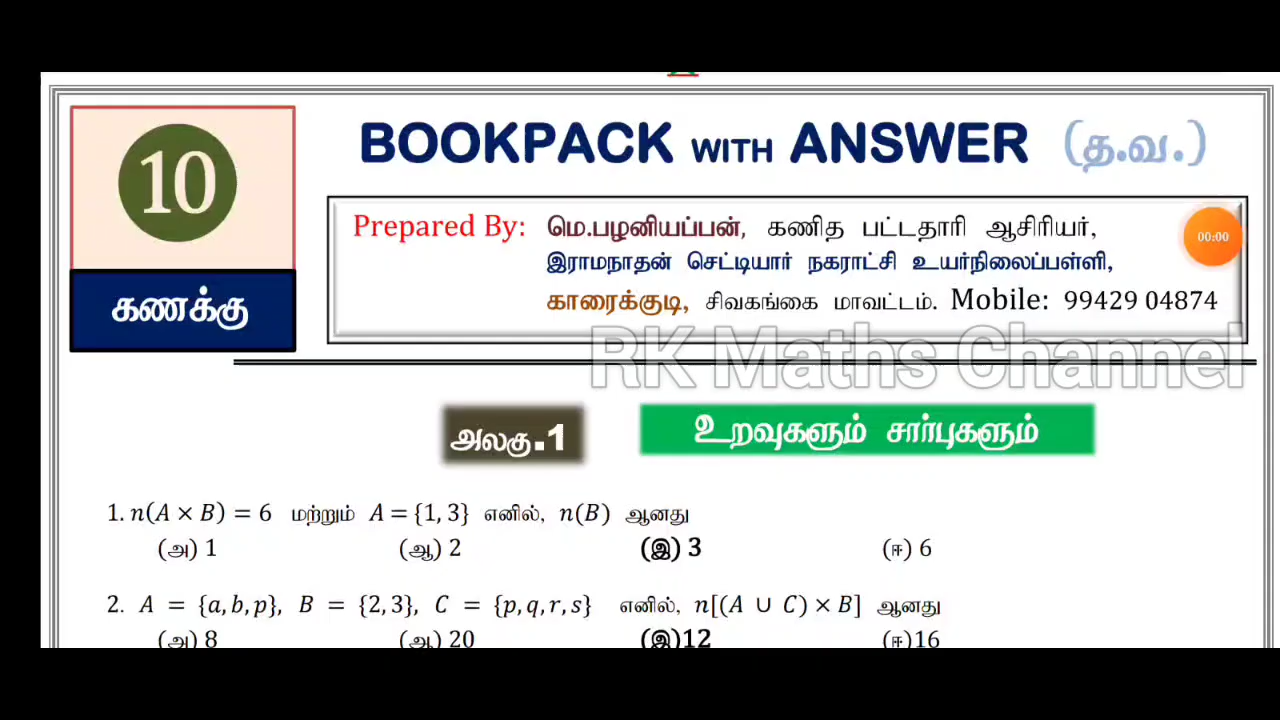 10
கணக்கு
BOOKPACK WITH ANSWER (த.வ.)
Prepared By: மெ.பழனியப்பன், கணித பட்டதாரி ஆசிரியர்,
இராமநாதன் செட்டியார் நகராட்சி உயர்நிலைப்பள்ளி,
காரைக்குடி, சிவகங்கை மாவட்டம். Mobile: 99429 04874
00:00
RK Maths Channel
அலகு.1 உறவுகளும் சார்புகளும்
1. n(A × B) = 6 மற்றும் A = {1, 3} எனில், n(B) ஆனது
(அ) 1 (ஆ) 2 (இ) 3 (ஈ) 6
2. A = {a, b, p}, B = {2, 3}, C = {p, q, r, s} எனில், n[(A ∪ C) × B] ஆனது
(அ) 8 (ஆ) 20 (இ)12 (ஈ)16